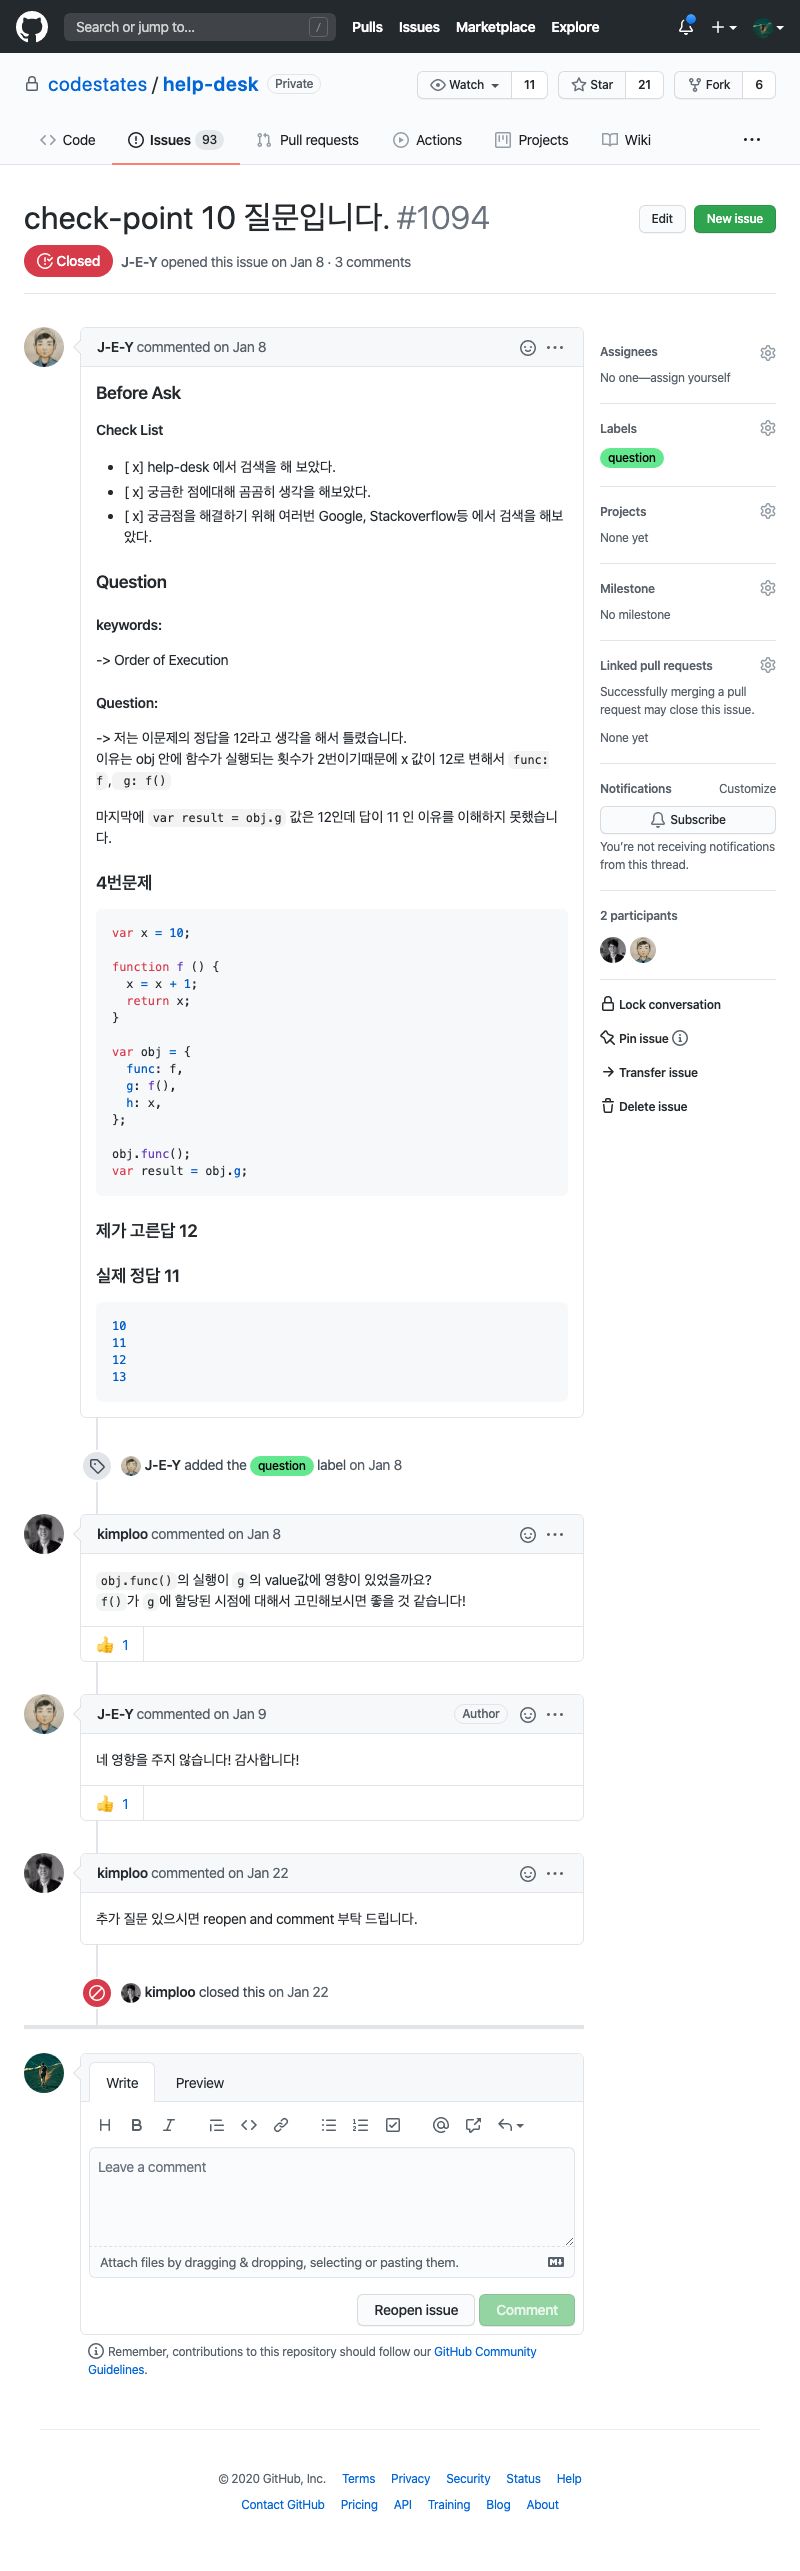 Search or jump to... /
Pulls Issues Marketplace Explore
codestates / help-desk Private
Watch 11 Star 21 Fork 6
Code Issues 93 Pull requests Actions Projects Wiki
check-point 10 질문입니다. #1094
Edit New issue
Closed J-E-Y opened this issue on Jan 8 · 3 comments
J-E-Y commented on Jan 8
Before Ask
Check List
[ x] help-desk 에서 검색을 해 보았다.
[ x] 궁금한 점에대해 곰곰히 생각을 해보았다.
[ x] 궁금점을 해결하기 위해 여러번 Google, Stackoverflow등 에서 검색을 해보
았다.
Question
keywords:
-> Order of Execution
Question:
-> 저는 이문제의 정답을 12라고 생각을 해서 틀렸습니다.
이유는 obj 안에 함수가 실행되는 횟수가 2번이기때문에 x 값이 12로 변해서 func:
f , g: f()
마지막에 var result = obj.g 값은 12인데 답이 11 인 이유를 이해하지 못했습니
다.
4번문제
var x = 10;
function f () {
x = x + 1;
return x;
}
var obj = {
func: f,
g: f(),
h: x,
};
obj.func();
var result = obj.g;
제가 고른답 12
실제 정답 11
10
11
12
13
J-E-Y added the question label on Jan 8
kimploo commented on Jan 8
obj.func() 의 실행이 g 의 value값에 영향이 있었을까요?
f() 가 g 에 할당된 시점에 대해서 고민해보시면 좋을 것 같습니다!
👍 1
J-E-Y commented on Jan 9 Author
네 영향을 주지 않습니다! 감사합니다!
👍 1
kimploo commented on Jan 22
추가 질문 있으시면 reopen and comment 부탁 드립니다.
kimploo closed this on Jan 22
Assignees
No one—assign yourself
Labels
question
Projects
None yet
Milestone
No milestone
Linked pull requests
Successfully merging a pull
request may close this issue.
None yet
Notifications Customize
Subscribe
You're not receiving notifications
from this thread.
2 participants
Lock conversation
Pin issue
Transfer issue
Delete issue
Write Preview
Leave a comment
Attach files by dragging & dropping, selecting or pasting them.
Reopen issue Comment
Remember, contributions to this repository should follow our GitHub Community
Guidelines.
© 2020 GitHub, Inc. Terms Privacy Security Status Help
Contact GitHub Pricing API Training Blog About